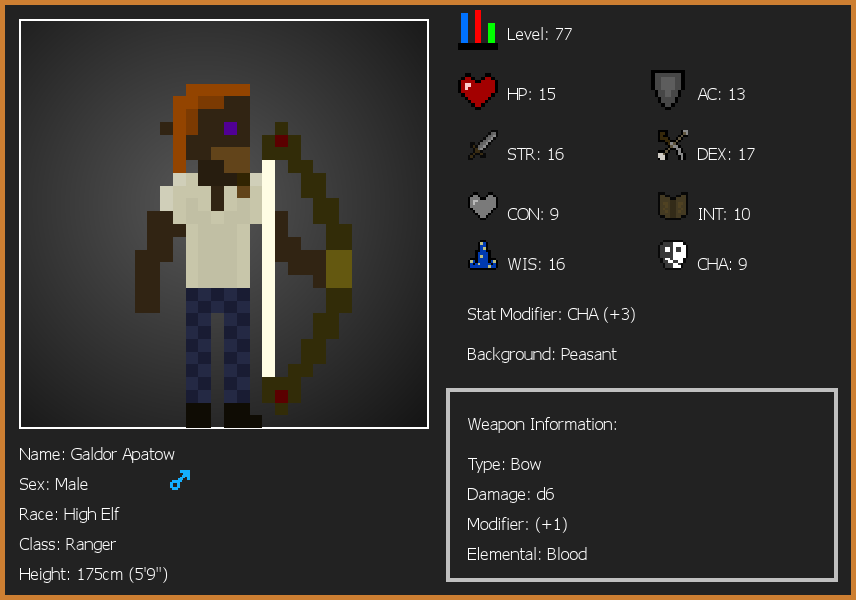 Level: 77
HP: 15
AC: 13
STR: 16
DEX: 17
CON: 9
INT: 10
WIS: 16
CHA: 9
Stat Modifier: CHA (+3)
Background: Peasant
Weapon Information:
Type: Bow
Damage: d6
Modifier: (+1)
Elemental: Blood
Name: Galdor Apatow
Sex: Male
Race: High Elf
Class: Ranger
Height: 175cm (5'9")